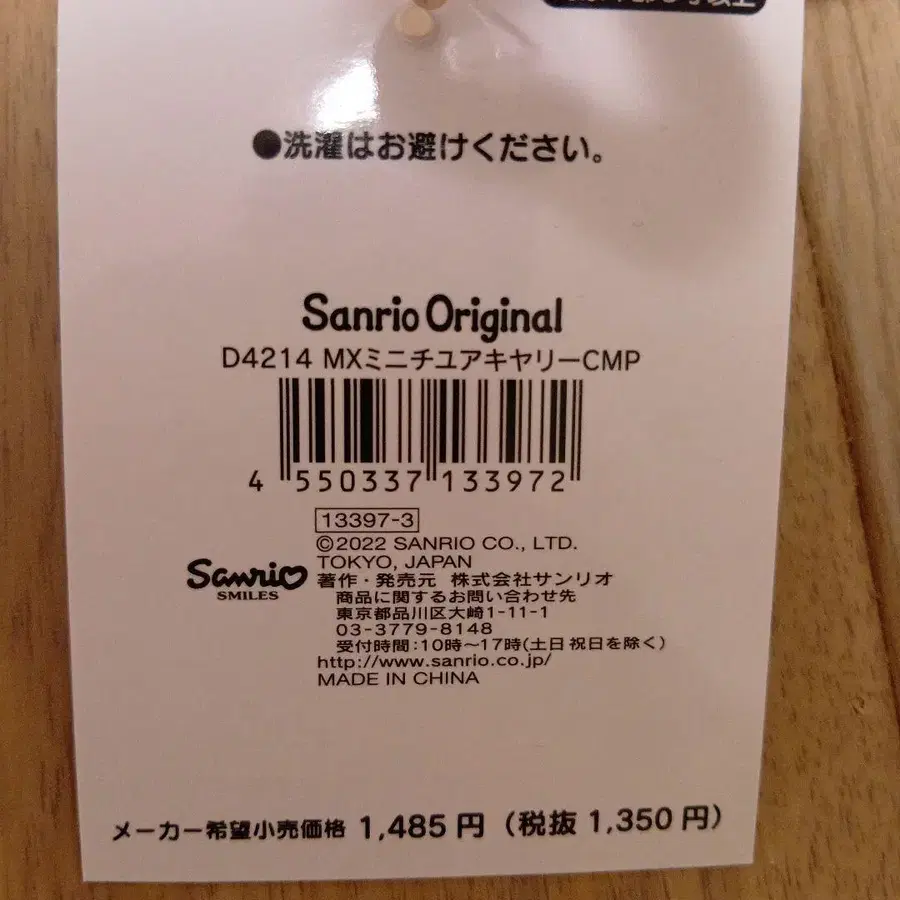 ●洗濯はお避けください。
Sanrio Original
D4214 MXミニチユアキヤリーCMP
4 550337 133972
13397-3
©2022 SANRIO CO., LTD.
TOKYO, JAPAN
Sanrio
SMILES
著作・発売元 株式会社サンリオ
商品に関するお問い合わせ先
東京都品川区大崎1-11-1
03-3779-8148
受付時間:10時〜17時(土日祝日を除く)
http://www.sanrio.co.jp/
MADE IN CHINA
メーカー希望小売価格 1,485円 (税抜 1,350円)